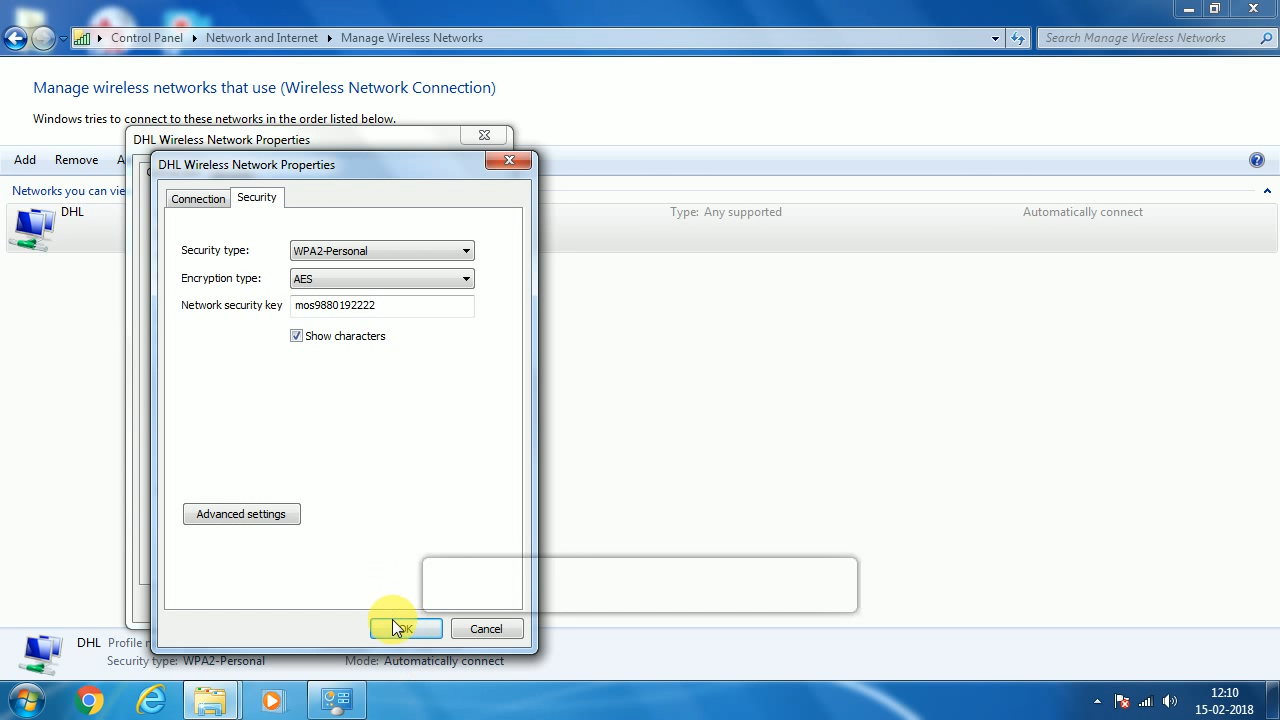 Control Panel Network and Internet Manage Wireless Networks
Search Manage Wireless Networks
Manage wireless networks that use (Wireless Network Connection)
Windows tries to connect to these networks in the order listed below.
DHL Wireless Network Properties
Add Remove
DHL Wireless Network Properties
Networks you can vie
Connection Security
DHL
Type: Any supported
Automatically connect
Security type: WPA2-Personal
Encryption type: AES
Network security key mos9880192222
Show characters
Advanced settings
OK Cancel
DHL Profile
Security type: WPA2-Personal Mode: Automatically connect
12:10
15-02-2018